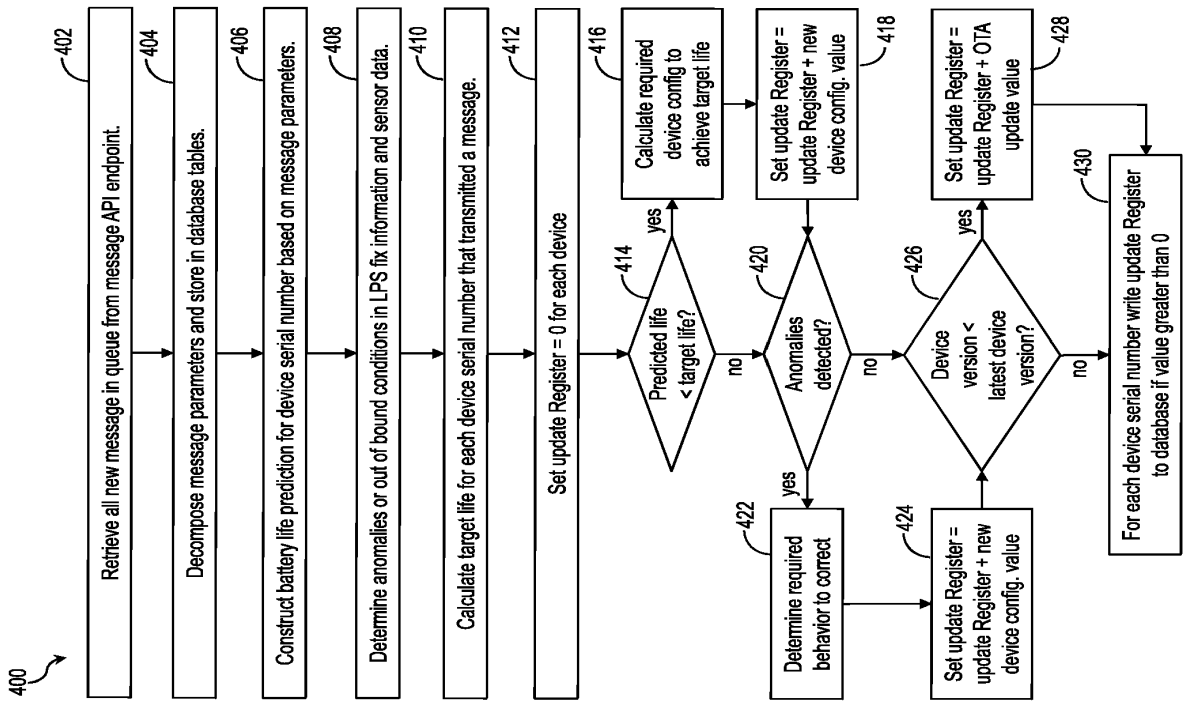 400
402
Retrieve all new message in queue from message API endpoint.
404
Decompose message parameters and store in database tables.
406
Construct battery life prediction for device serial number based on message parameters.
408
Determine anomalies or out of bound conditions in LPS fix information and sensor data.
410
Calculate target life for each device serial number that transmitted a message.
412
Set update Register = 0 for each device
414
Predicted life
< target life?
yes
no
416
Calculate required
device config to
achieve target life
418
Set update Register =
update Register + new
device config. value
420
Anomalies
detected?
yes
no
422
Determine required
behavior to correct
424
Set update Register =
update Register + new
device config. value
426
Device
version <
latest device
version?
yes
no
428
Set update Register =
update Register + OTA
update value
430
For each device serial number write update Register
to database if value greater than 0